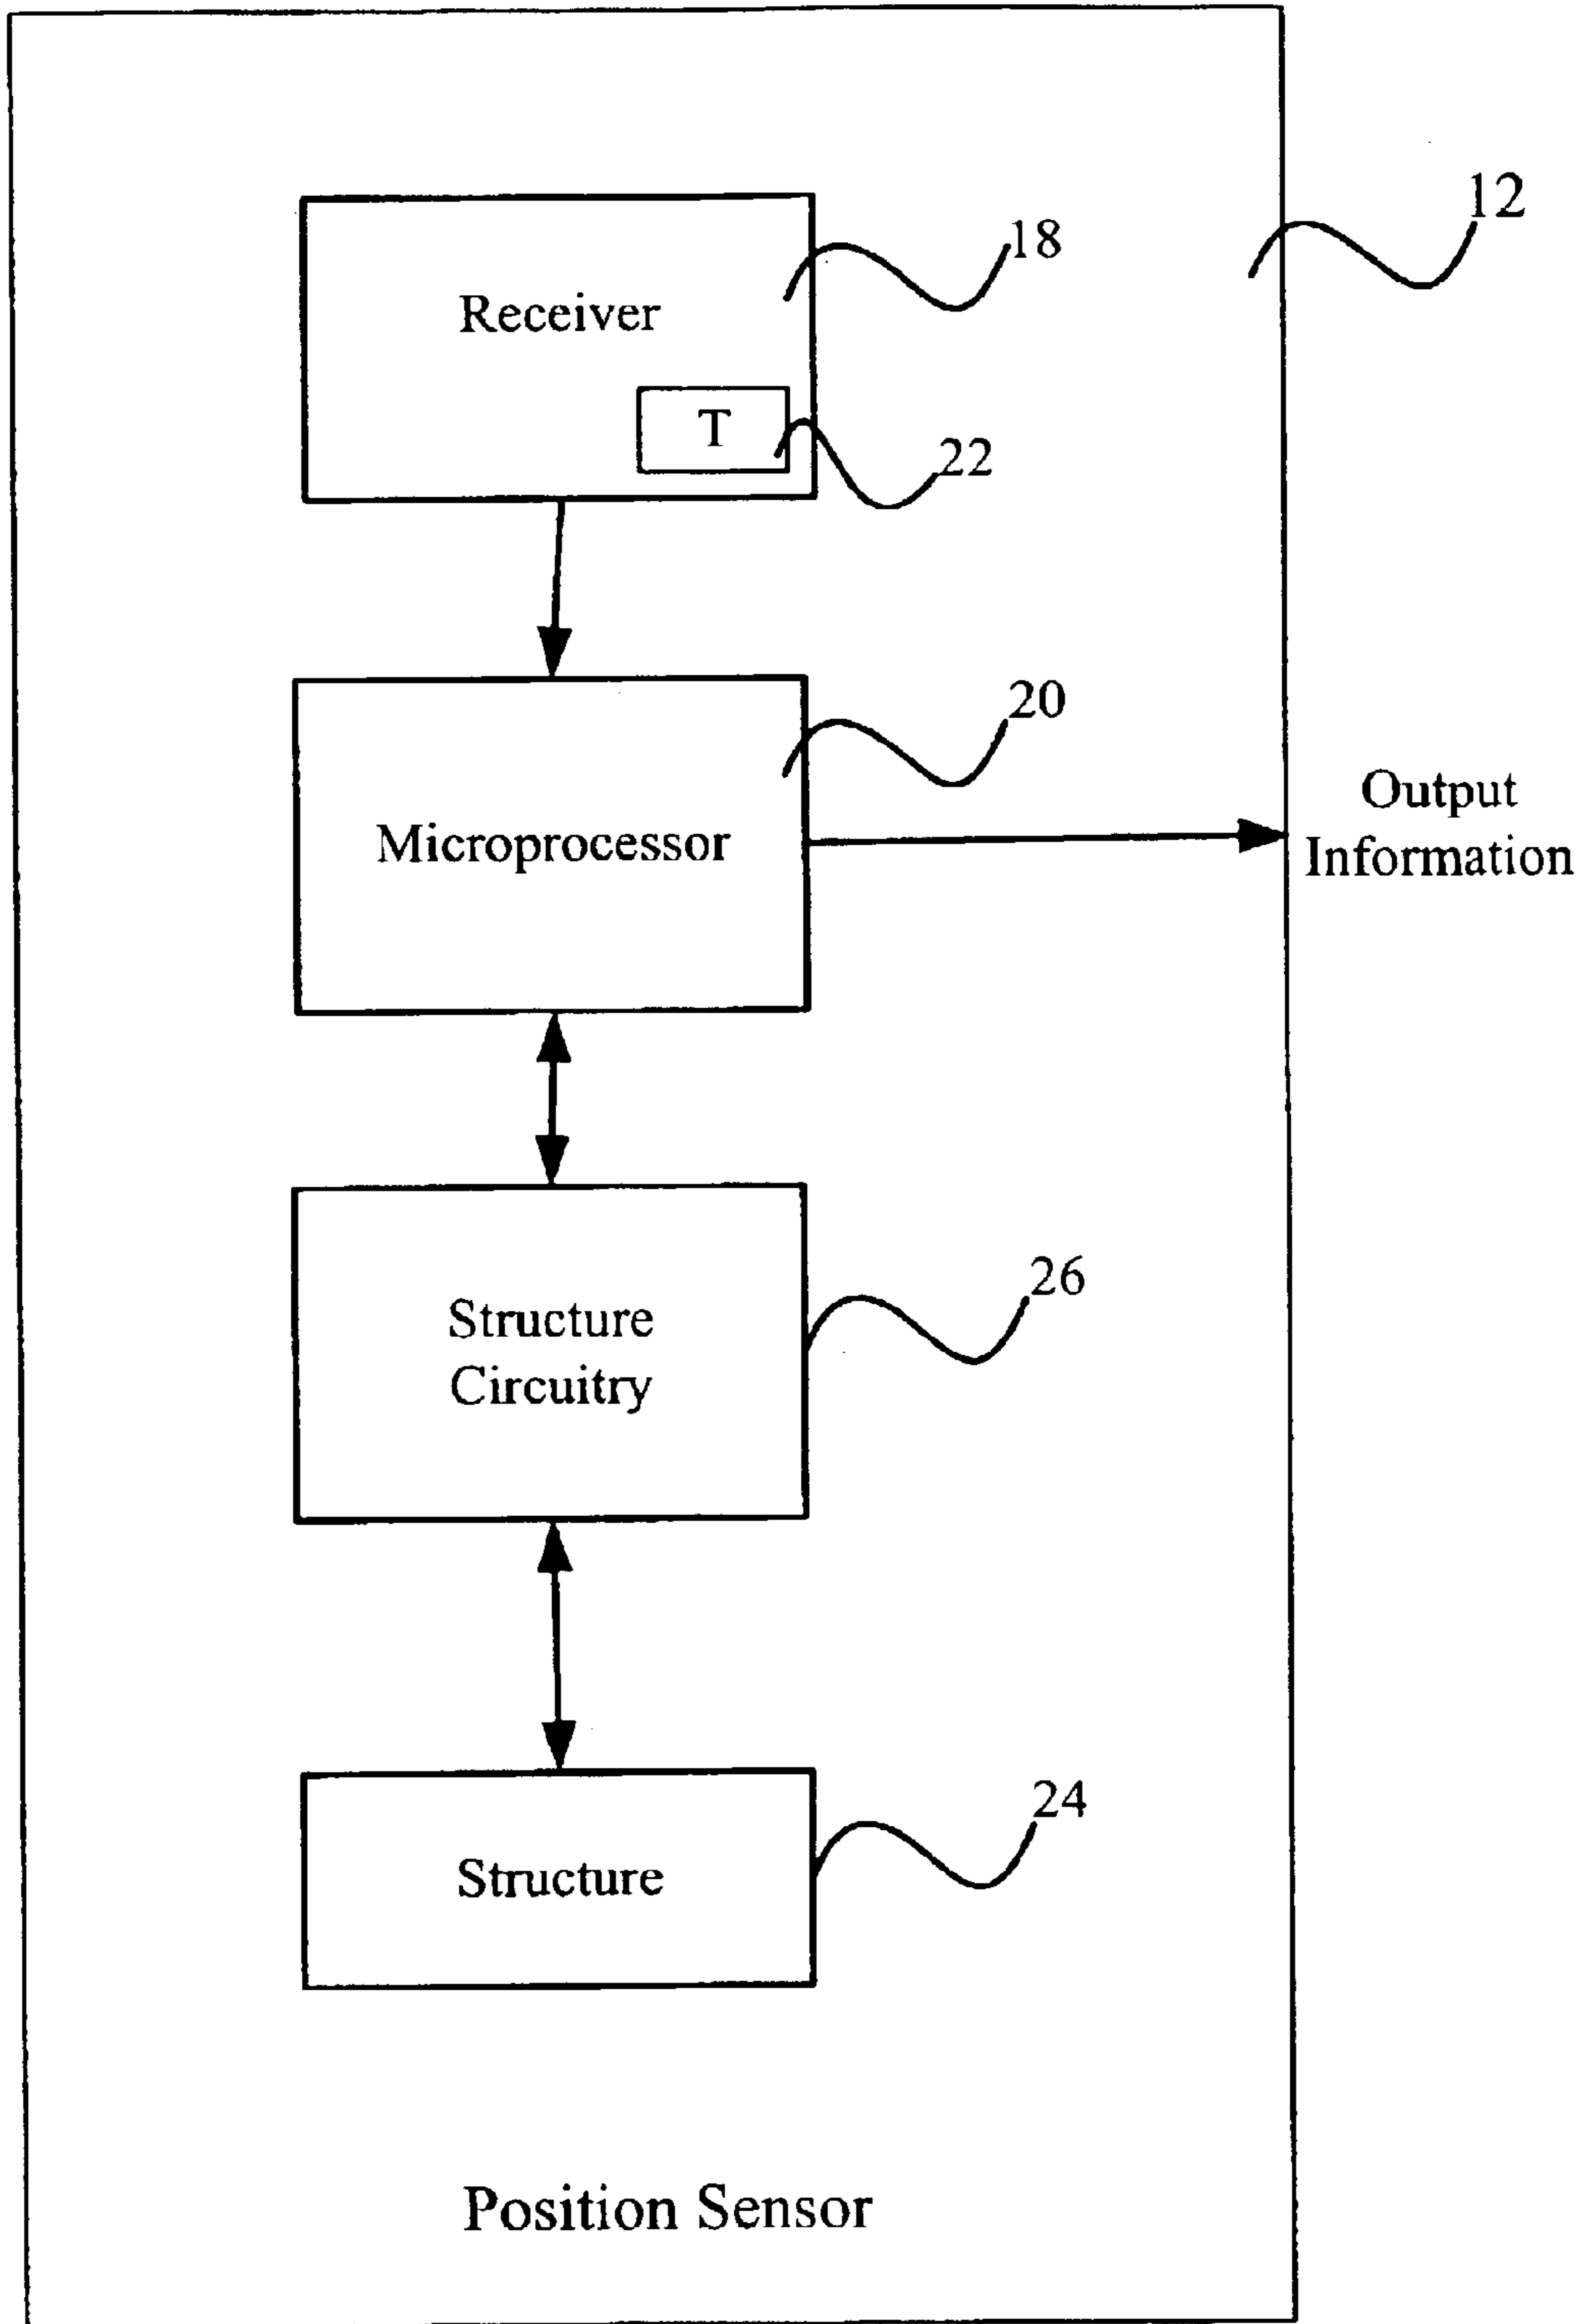 12
18
Receiver
T
22
20
Output
Information
Microprocessor
26
Structure
Circuitry
24
Structure
Position Sensor